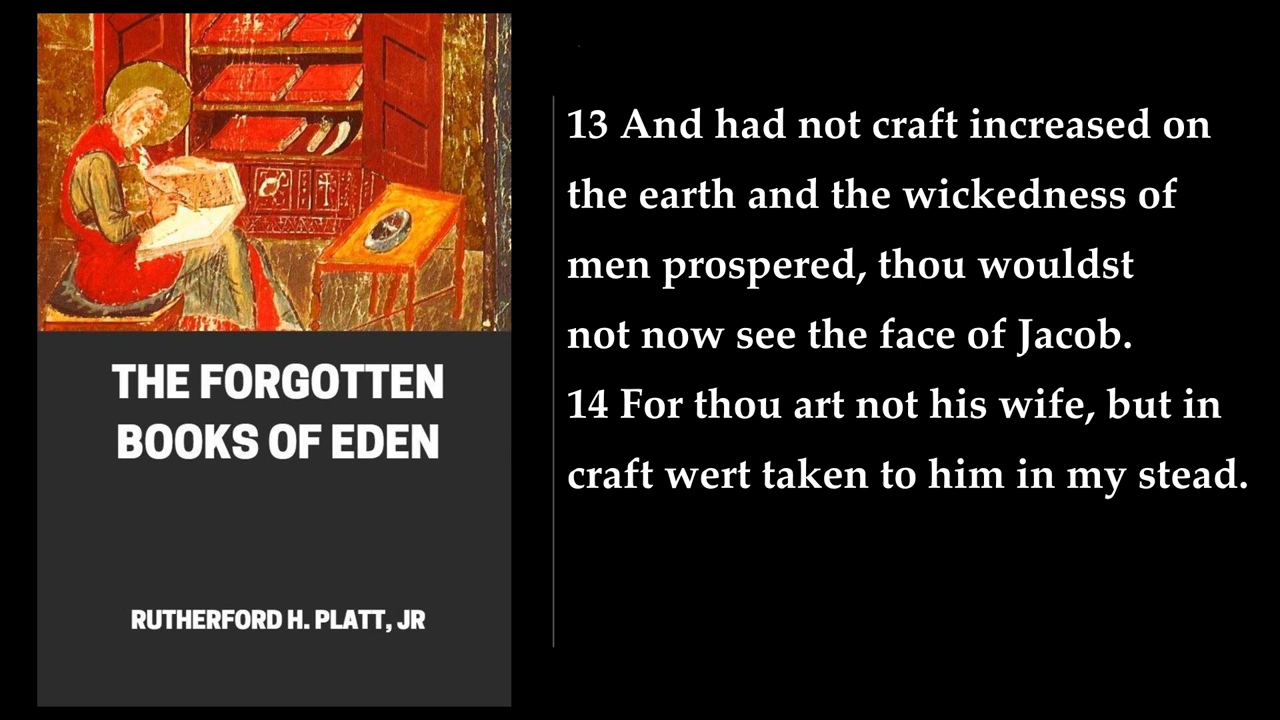 THE FORGOTTEN
BOOKS OF EDEN
RUTHERFORD H. PLATT, JR
13 And had not craft increased on
the earth and the wickedness of
men prospered, thou wouldst
not now see the face of Jacob.
14 For thou art not his wife, but in
craft wert taken to him in my stead.